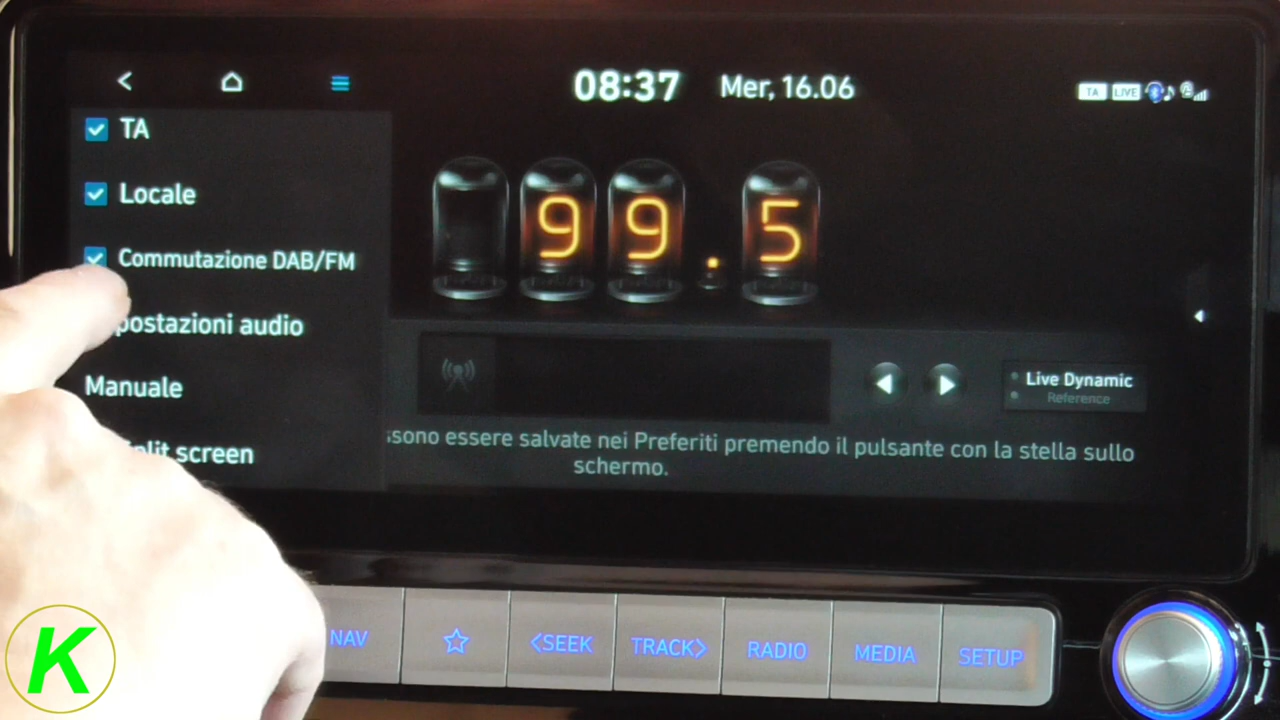 08:37 Mer, 16.06
TA LIVE
TA
Locale
Commutazione DAB/FM
postazioni audio
Manuale
split screen
99.5
Live Dynamic
Reference
sono essere salvate nei Preferiti premendo il pulsante con la stella sullo
schermo.
NAV
<SEEK
TRACK>
RADIO
MEDIA
SETUP
K